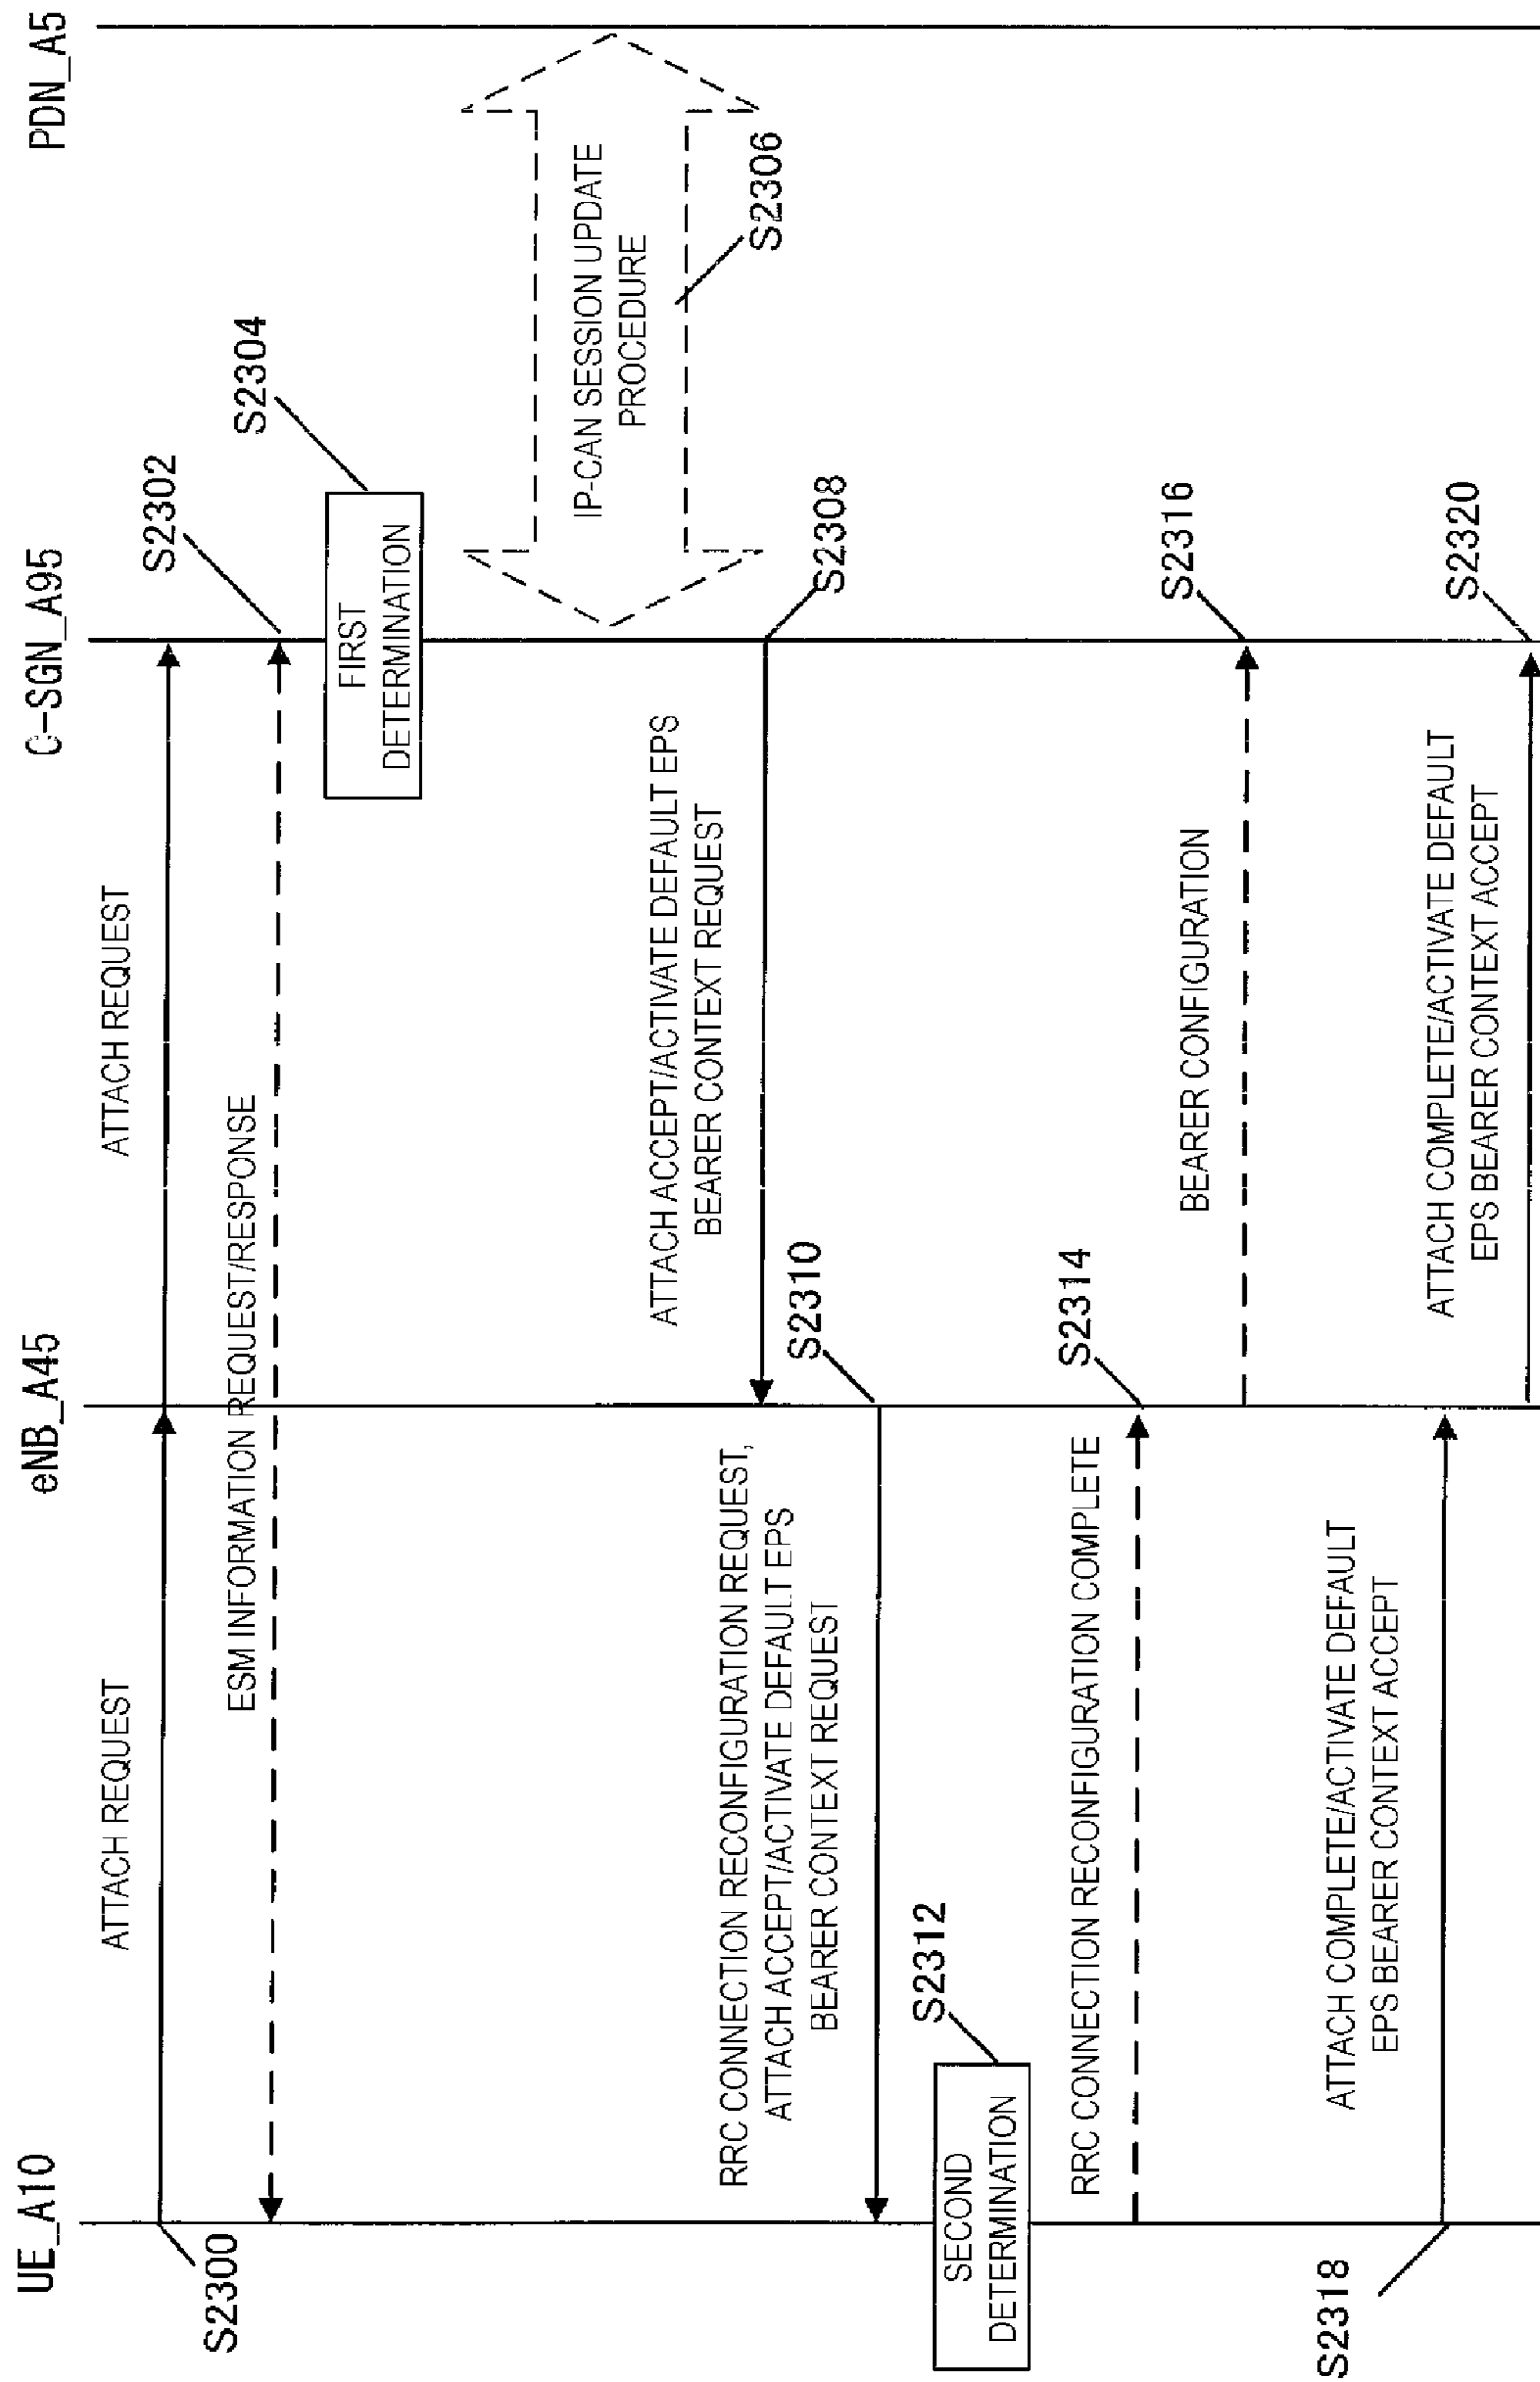 UE_A10
eNB_A45
C-SGN_A95
PDN_A5
S2300
ATTACH REQUEST
ATTACH REQUEST
S2302
ESM INFORMATION REQUEST/RESPONSE
S2304
FIRST
DETERMINATION
IP-CAN SESSION UPDATE
PROCEDURE
S2306
ATTACH ACCEPT/ACTIVATE DEFAULT EPS
BEARER CONTEXT REQUEST
S2308
RRC CONNECTION RECONFIGURATION REQUEST,
ATTACH ACCEPT/ACTIVATE DEFAULT EPS
BEARER CONTEXT REQUEST
S2310
S2312
SECOND
DETERMINATION
RRC CONNECTION RECONFIGURATION COMPLETE
S2314
BEARER CONFIGURATION
S2316
ATTACH COMPLETE/ACTIVATE DEFAULT
EPS BEARER CONTEXT ACCEPT
S2318
ATTACH COMPLETE/ACTIVATE DEFAULT
EPS BEARER CONTEXT ACCEPT
S2320